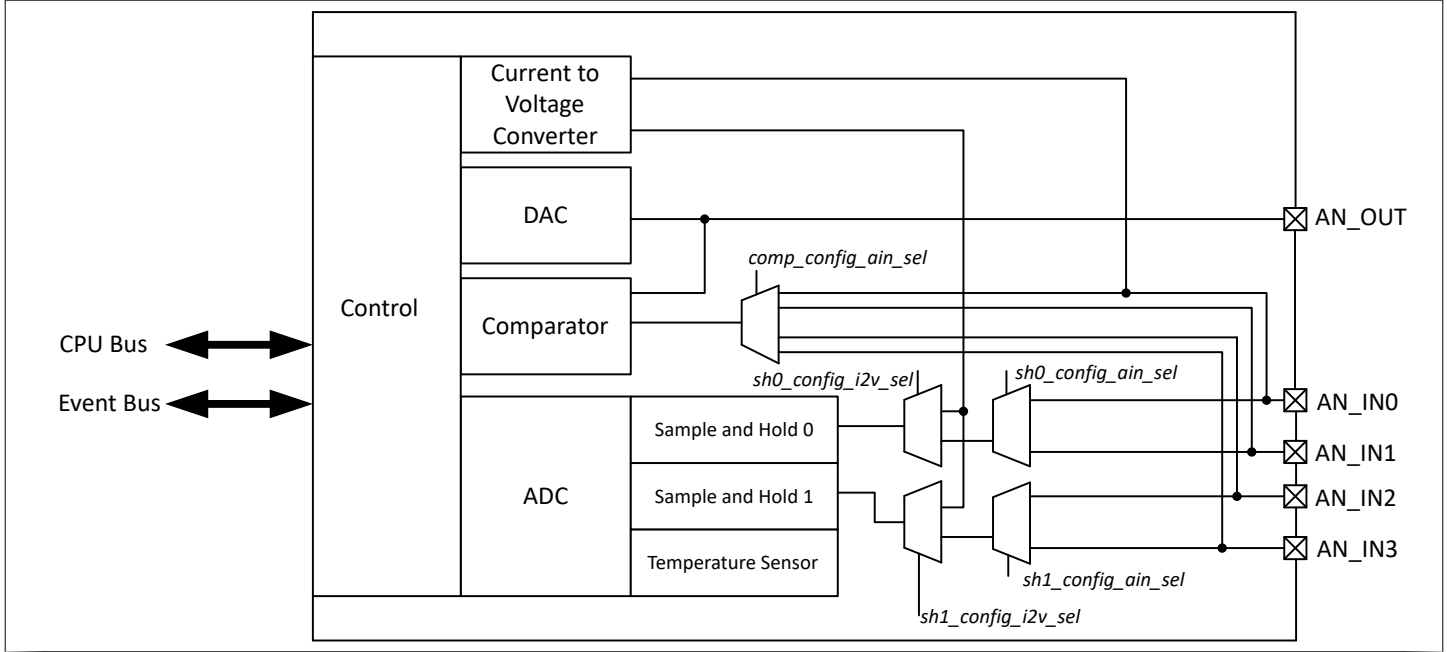 Current to
Voltage
Converter
DAC
AN_OUT
comp_config_ain_sel
Control
Comparator
CPU Bus
Event Bus
sh0_config_i2v_sel
sh0_config_ain_sel
AN_IN0
Sample and Hold 0
AN_IN1
ADC
Sample and Hold 1
AN_IN2
AN_IN3
Temperature Sensor
sh1_config_ain_sel
sh1_config_i2v_sel